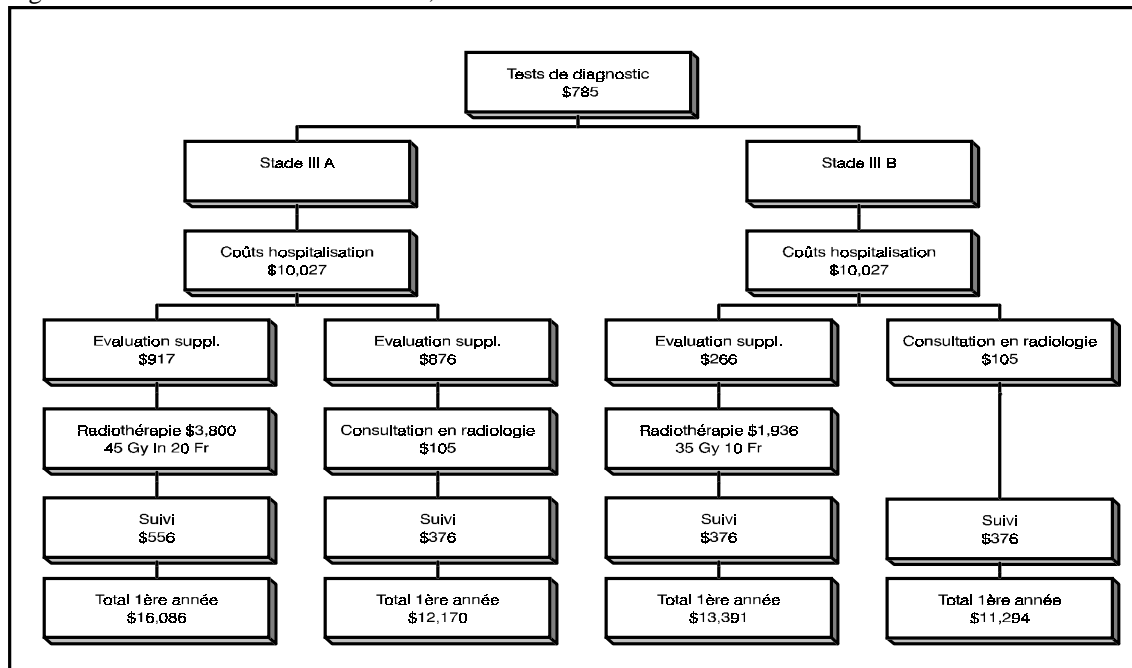 Tests de diagnostic
$785
Stade III A
Stade III B
Coûts hospitalisation
$10,027
Coûts hospitalisation
$10,027
Evaluation suppl.
$917
Evaluation suppl.
$876
Evaluation suppl.
$266
Consultation en radiologie
$105
Radiothérapie $3,800
45 Gy In 20 Fr
Consultation en radiologie
$105
Radiothérapie $1,936
35 Gy 10 Fr
Suivi
$556
Suivi
$376
Suivi
$376
Suivi
$376
Total 1ère année
$16,086
Total 1ère année
$12,170
Total 1ère année
$13,391
Total 1ère année
$11,294